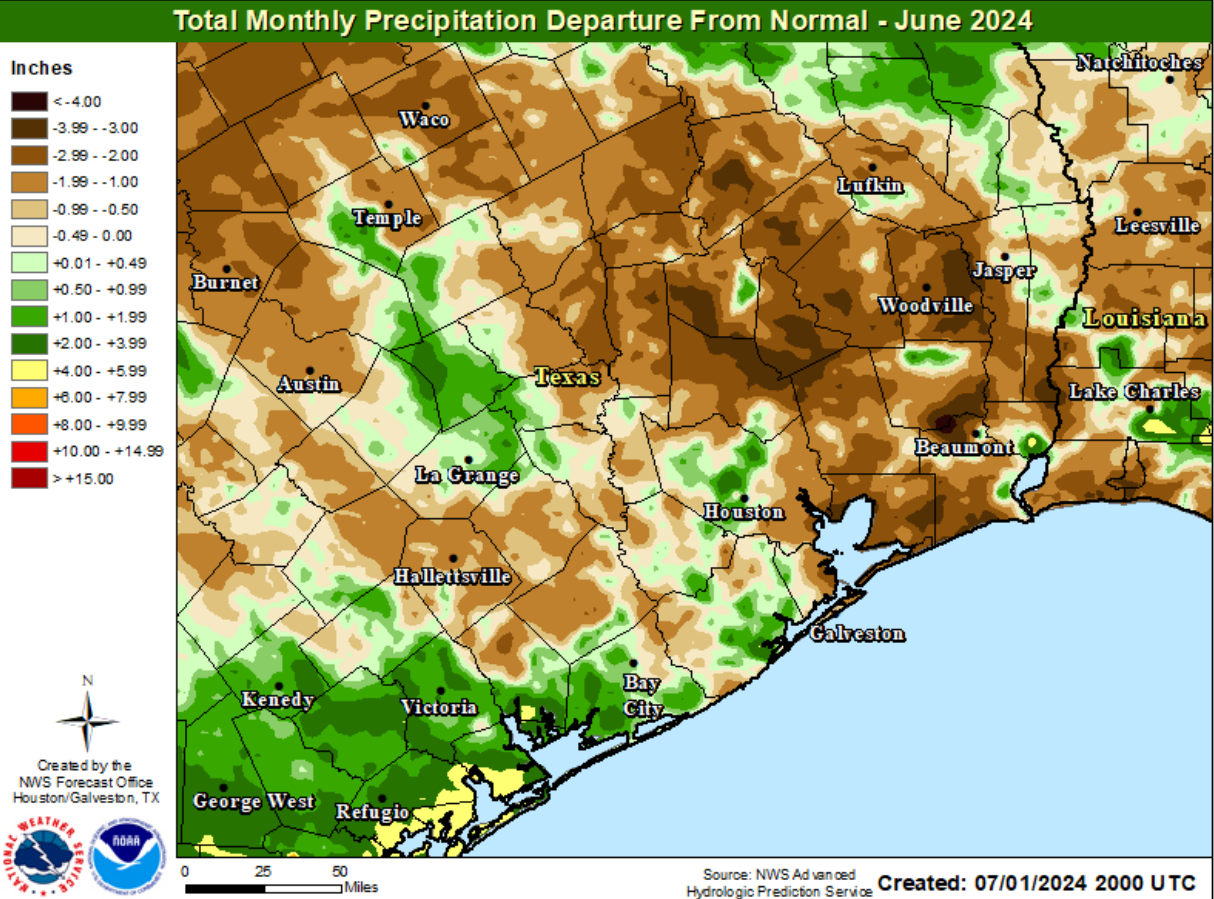 Total Monthly Precipitation Departure From Normal - June 2024
Inches
< -4.00
-3.99 - -3.00
-2.99 - -2.00
-1.99 - -1.00
-0.99 - -0.50
-0.49 - 0.00
+0.01 - +0.49
+0.50 - +0.99
+1.00 - +1.99
+2.00 - +3.99
+4.00 - +5.99
+6.00 - +7.99
+8.00 - +9.99
+10.00 - +14.99
> +15.00
N
Created by the
NWS Forecast Office
Houston/Galveston, TX
NATIONAL WEATHER SERVICE
NOAA
Natchitoches
Waco
Lufkin
Temple
Leesville
Burnet
Jasper
Woodville
Louisiana
Texas
Austin
Lake Charles
Beaumont
La Grange
Houston
Hallettsville
Galveston
Kenedy
Victoria
Bay
City
George West
Refugio
0 25 50
Miles
Source: NWS Advanced
Hydrologic Prediction Service
Created: 07/01/2024 2000 UTC